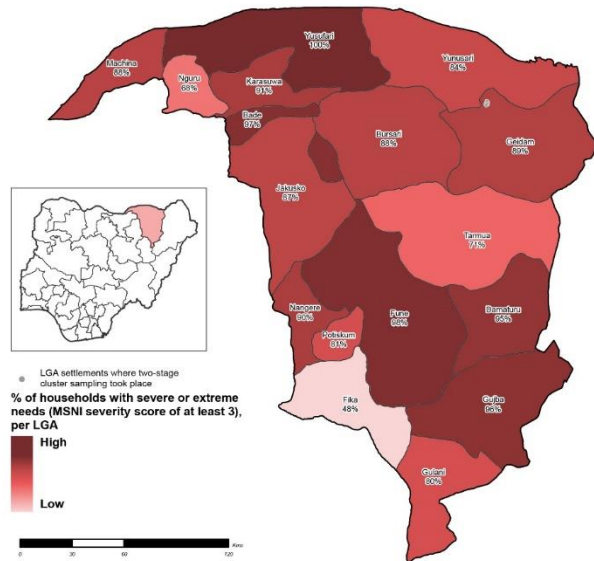 Yusufari
100%
Machina
88%
Yunusari
84%
Nguru
68%
Karasuwa
91%
Bade
97%
Bursari
88%
Geidam
89%
Jakusko
87%
Tarmua
71%
Nangere
90%
Potiskum
81%
Fune
98%
Damaturu
95%
Fika
48%
Gujba
96%
Gulani
80%
LGA settlements where two-stage
cluster sampling took place
% of households with severe or extreme
needs (MSNI severity score of at least 3),
per LGA
High
Low
0 30 60 120